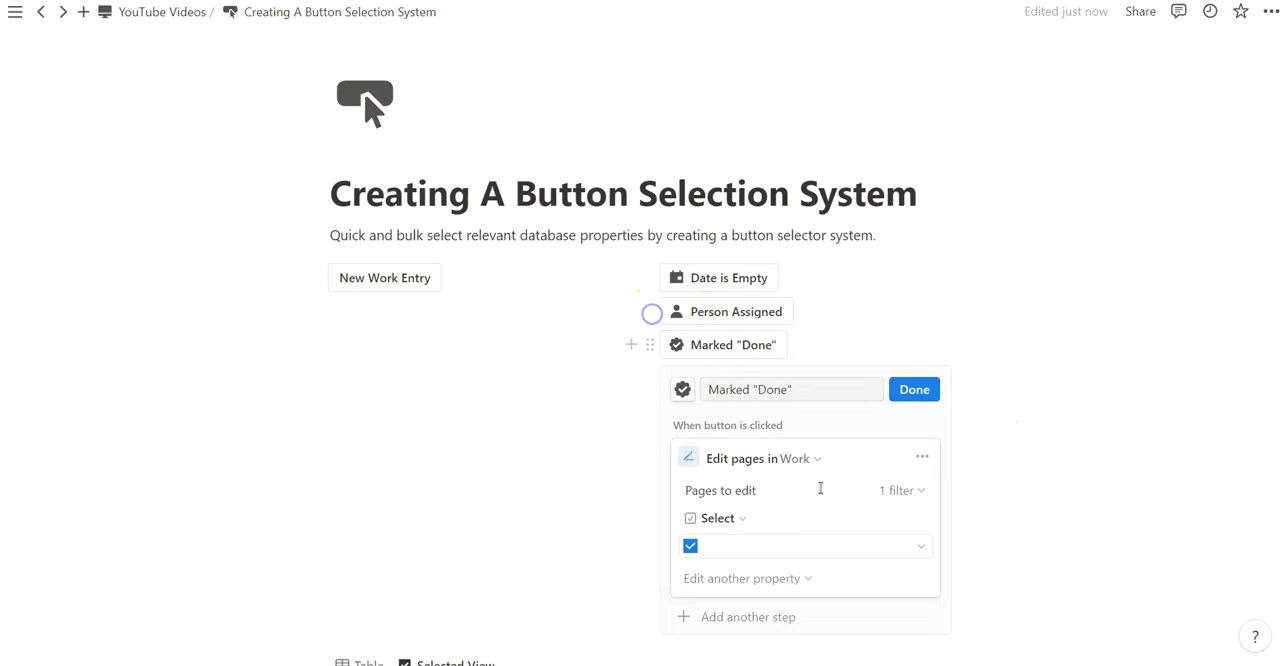 YouTube Videos / Creating A Button Selection System
Edited just now Share
Creating A Button Selection System
Quick and bulk select relevant database properties by creating a button selector system.
New Work Entry
Date is Empty
Person Assigned
Marked "Done"
Marked "Done" Done
When button is clicked
Edit pages in Work
Pages to edit 1 filter
Select
Edit another property
+ Add another step
Table Selected View
?